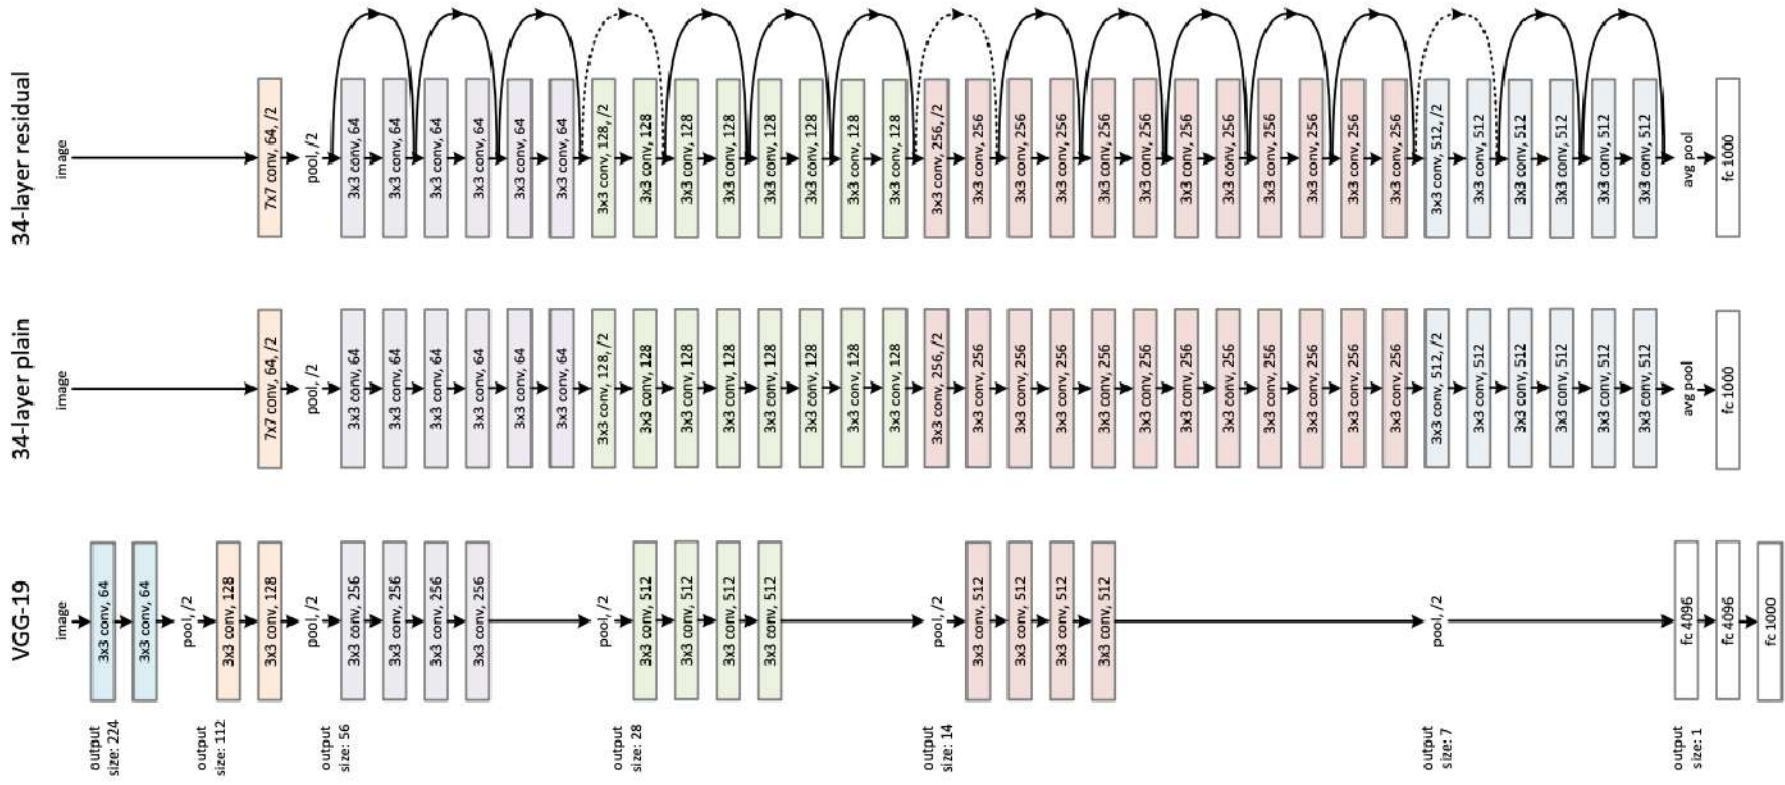 34-layer residual
image
7x7 conv, 64, /2
pool, /2
3x3 conv, 64
3x3 conv, 64
3x3 conv, 64
3x3 conv, 64
3x3 conv, 64
3x3 conv, 64
3x3 conv, 128, /2
3x3 conv, 128
3x3 conv, 128
3x3 conv, 128
3x3 conv, 128
3x3 conv, 128
3x3 conv, 128
3x3 conv, 128
3x3 conv, 256, /2
3x3 conv, 256
3x3 conv, 256
3x3 conv, 256
3x3 conv, 256
3x3 conv, 256
3x3 conv, 256
3x3 conv, 256
3x3 conv, 256
3x3 conv, 256
3x3 conv, 256
3x3 conv, 256
3x3 conv, 512, /2
3x3 conv, 512
3x3 conv, 512
3x3 conv, 512
3x3 conv, 512
3x3 conv, 512
avg pool
fc 1000
34-layer plain
image
7x7 conv, 64, /2
pool, /2
3x3 conv, 64
3x3 conv, 64
3x3 conv, 64
3x3 conv, 64
3x3 conv, 64
3x3 conv, 64
3x3 conv, 128, /2
3x3 conv, 128
3x3 conv, 128
3x3 conv, 128
3x3 conv, 128
3x3 conv, 128
3x3 conv, 128
3x3 conv, 128
3x3 conv, 256, /2
3x3 conv, 256
3x3 conv, 256
3x3 conv, 256
3x3 conv, 256
3x3 conv, 256
3x3 conv, 256
3x3 conv, 256
3x3 conv, 256
3x3 conv, 256
3x3 conv, 256
3x3 conv, 256
3x3 conv, 512, /2
3x3 conv, 512
3x3 conv, 512
3x3 conv, 512
3x3 conv, 512
3x3 conv, 512
avg pool
fc 1000
VGG-19
image
3x3 conv, 64
3x3 conv, 64
pool, /2
3x3 conv, 128
3x3 conv, 128
pool, /2
3x3 conv, 256
3x3 conv, 256
3x3 conv, 256
3x3 conv, 256
pool, /2
3x3 conv, 512
3x3 conv, 512
3x3 conv, 512
3x3 conv, 512
pool, /2
3x3 conv, 512
3x3 conv, 512
3x3 conv, 512
3x3 conv, 512
pool, /2
fc 4096
fc 4096
fc 1000
output
size: 224
output
size: 112
output
size: 56
output
size: 28
output
size: 14
output
size: 7
output
size: 1